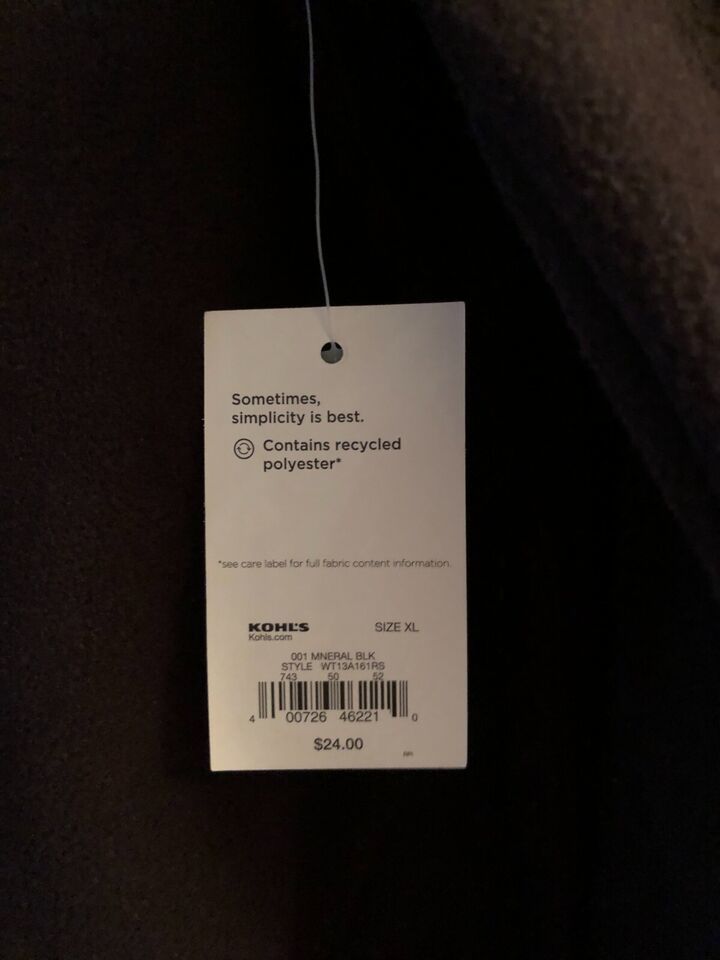 Sometimes,
simplicity is best.
Contains recycled
polyester*
*see care label for full fabric content information.
KOHL'S
SIZE XL
Kohls.com
001 MNERAL BLK
STYLE WT13A161RS
743 50 52
4 00726 46221 0
$24.00